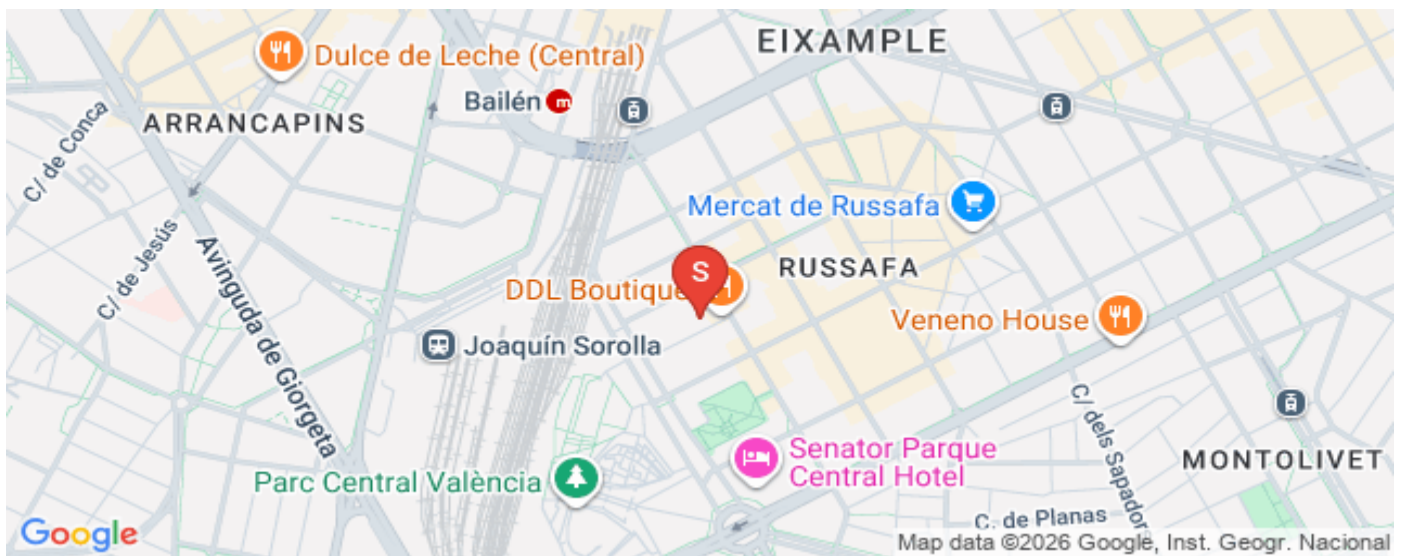 EIXAMPLE
Dulce de Leche (Central)
Bailén
m
ARRANCAPINS
C/ de Conca
Mercat de Russafa
C/ de Jesús
Avinguda de Giorgeta
S
RUSSAFA
DDL Boutique
Veneno House
Joaquín Sorolla
C/ dels Sapadors
Senator Parque
Central Hotel
MONTOLIVET
Parc Central València
C. de Planas
Google
Map data ©2026 Google, Inst. Geogr. Nacional